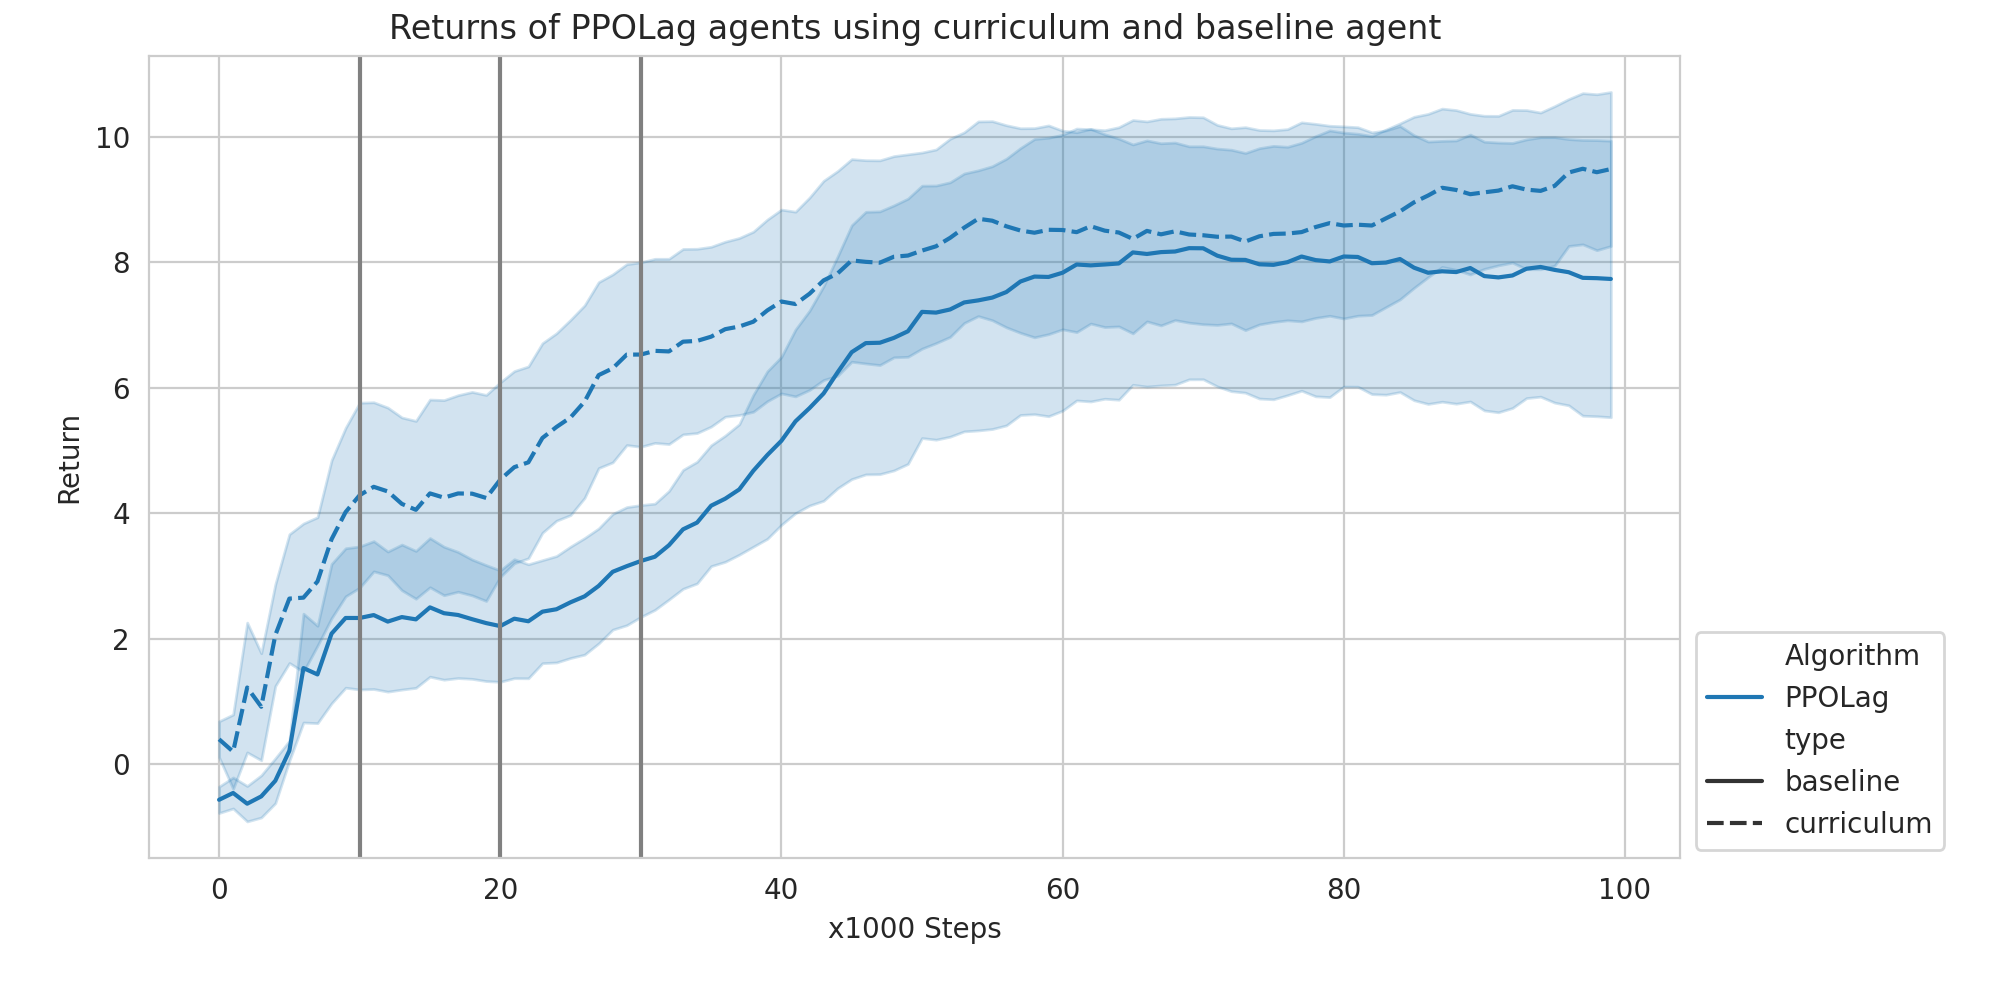 Returns of PPOLag agents using curriculum and baseline agent
10
8
6
4
2
0
Return
0 20 40 60 80 100
x1000 Steps
Algorithm
PPOLag
type
baseline
curriculum